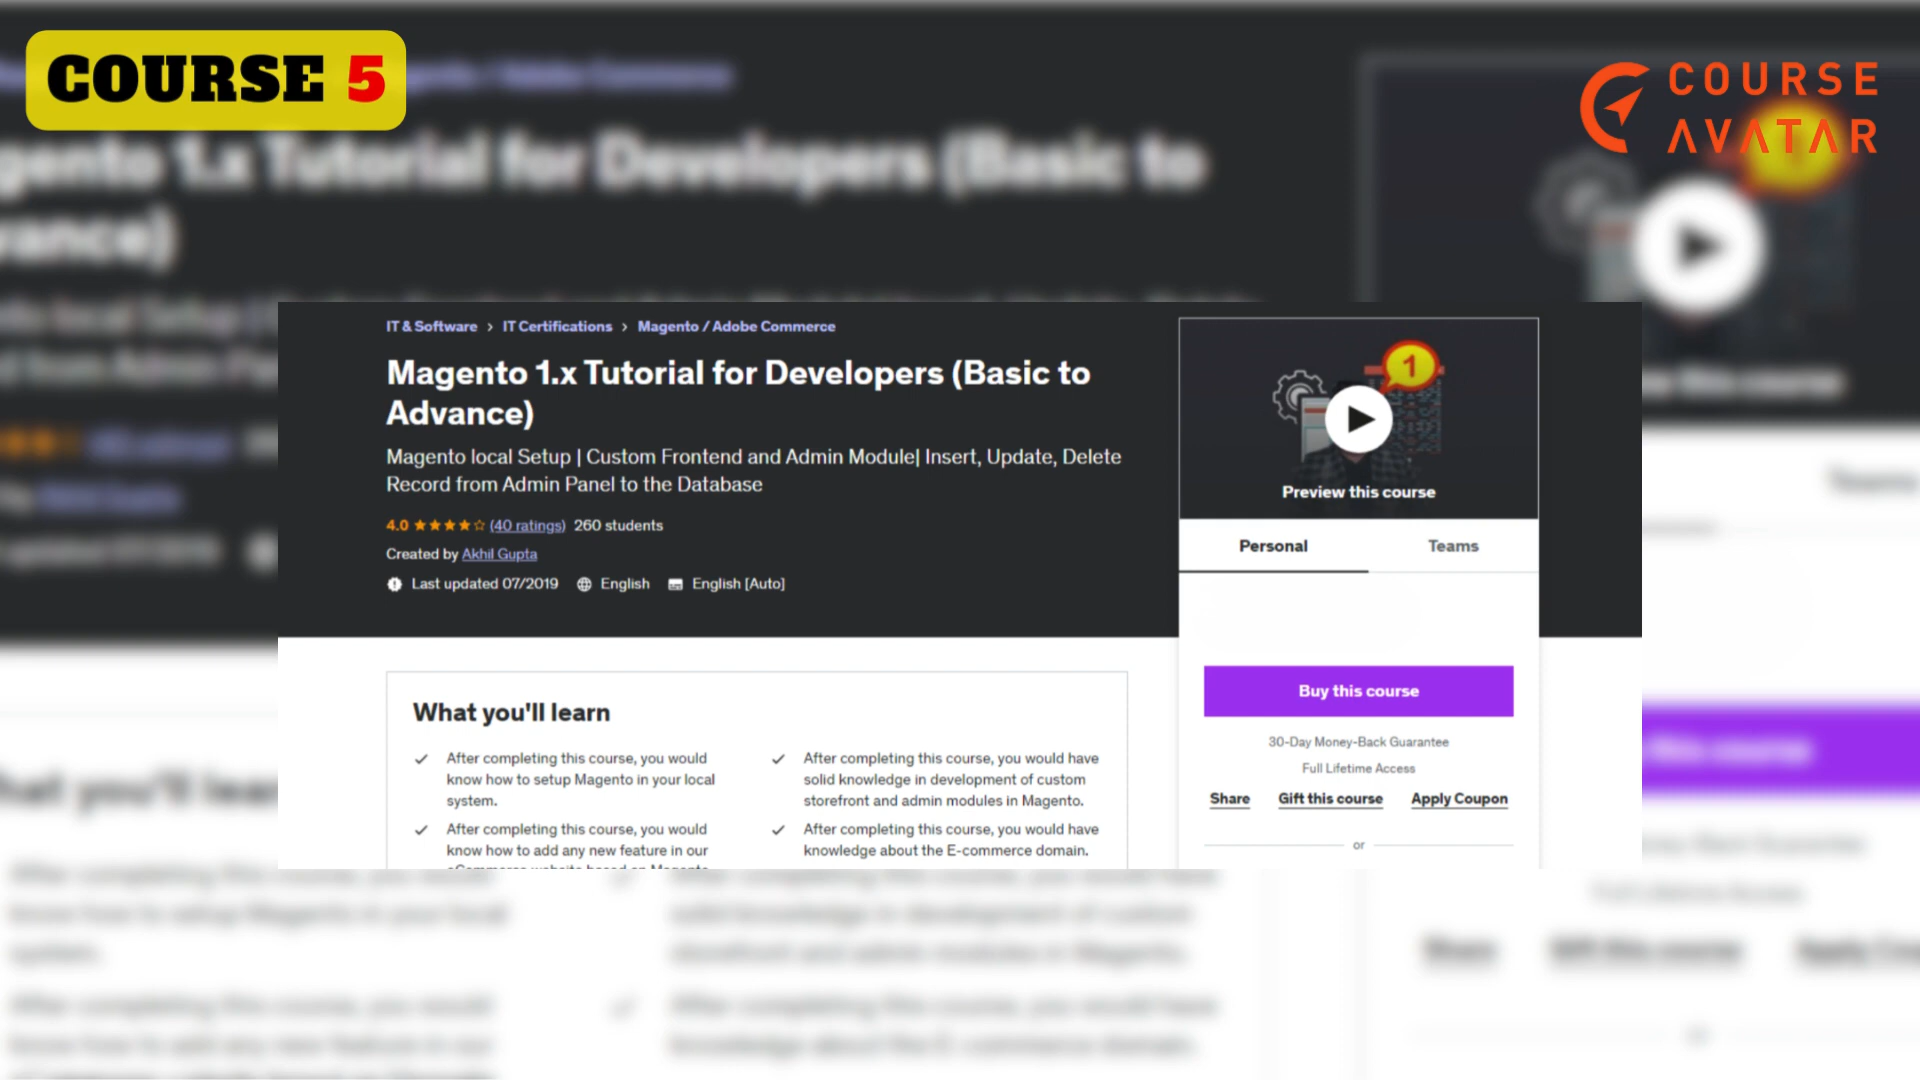 COURSE 5
COURSE
AVATAR
IT & Software > IT Certifications > Magento / Adobe Commerce
Magento 1.x Tutorial for Developers (Basic to
Advance)
Magento local Setup | Custom Frontend and Admin Module| Insert, Update, Delete
Record from Admin Panel to the Database
4.0 ★★★★☆ (40 ratings) 260 students
Created by Akhil Gupta
Last updated 07/2019 English English [Auto]
1
Preview this course
Personal Teams
Buy this course
30-Day Money-Back Guarantee
Full Lifetime Access
Share Gift this course Apply Coupon
or
What you'll learn
After completing this course, you would
know how to setup Magento in your local
system.
After completing this course, you would
know how to add any new feature in our
After completing this course, you would have
solid knowledge in development of custom
storefront and admin modules in Magento.
After completing this course, you would have
knowledge about the E-commerce domain.